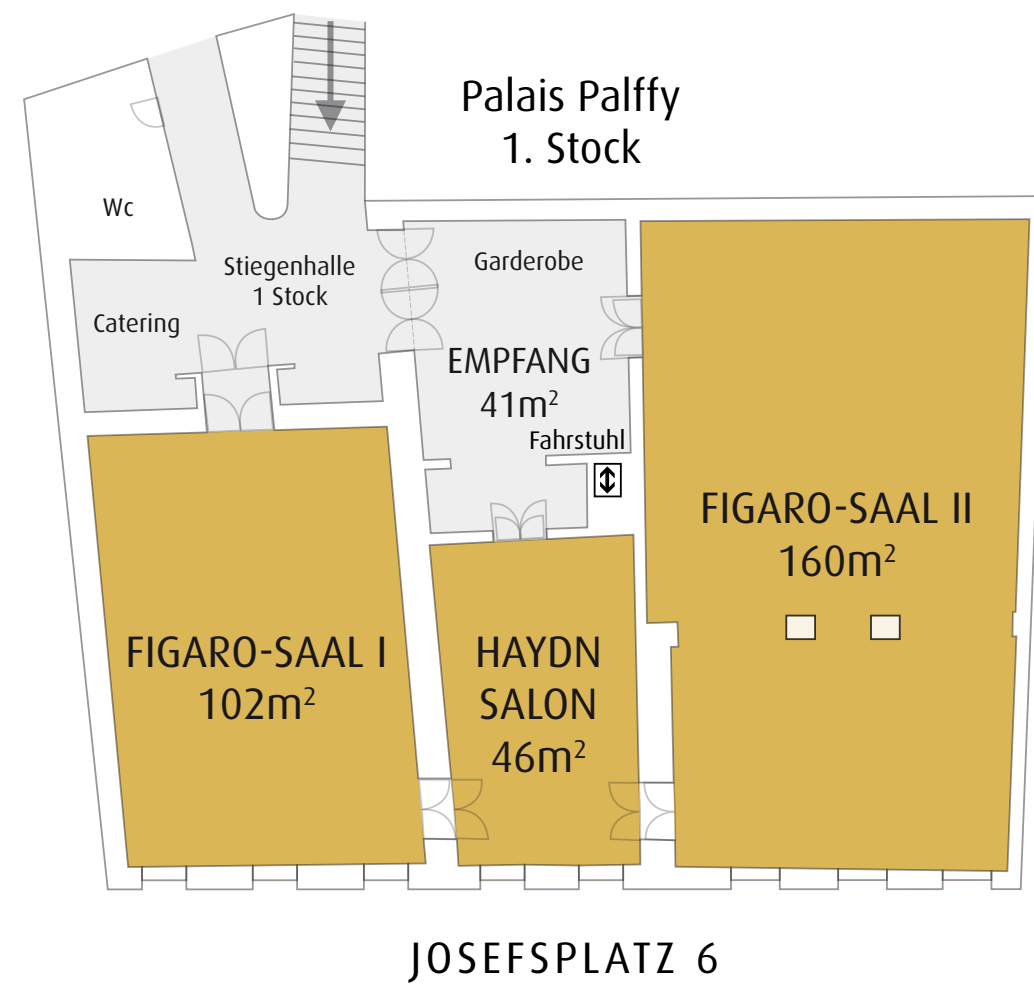 Palais Palffy
1. Stock
Wc
Stiegenhalle
1 Stock
Garderobe
Catering
EMPFANG
41m²
Fahrstuhl
FIGARO-SAAL II
160m²
FIGARO-SAAL I
102m²
HAYDN
SALON
46m²
JOSEFSPLATZ 6